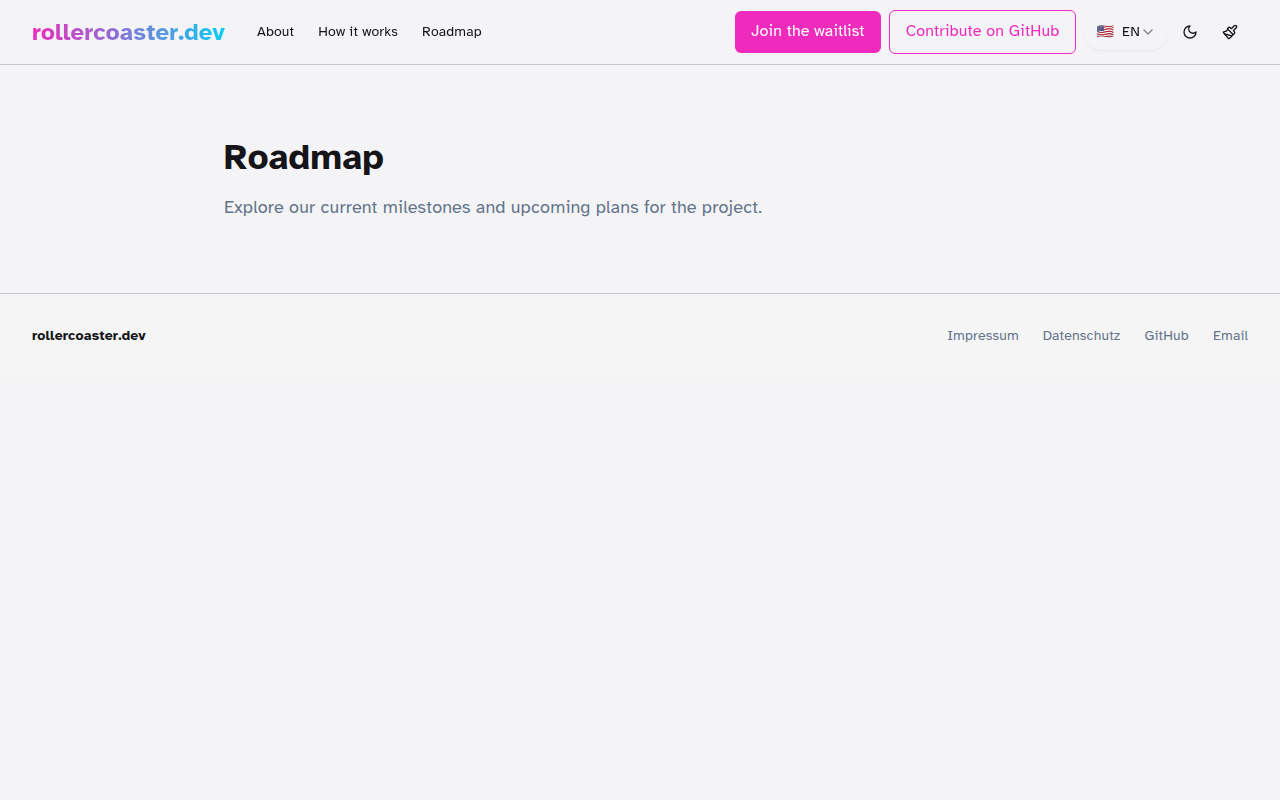 rollercoaster.dev
About
How it works
Roadmap
Join the waitlist
Contribute on GitHub
EN
Roadmap
Explore our current milestones and upcoming plans for the project.
rollercoaster.dev
Impressum
Datenschutz
GitHub
Email